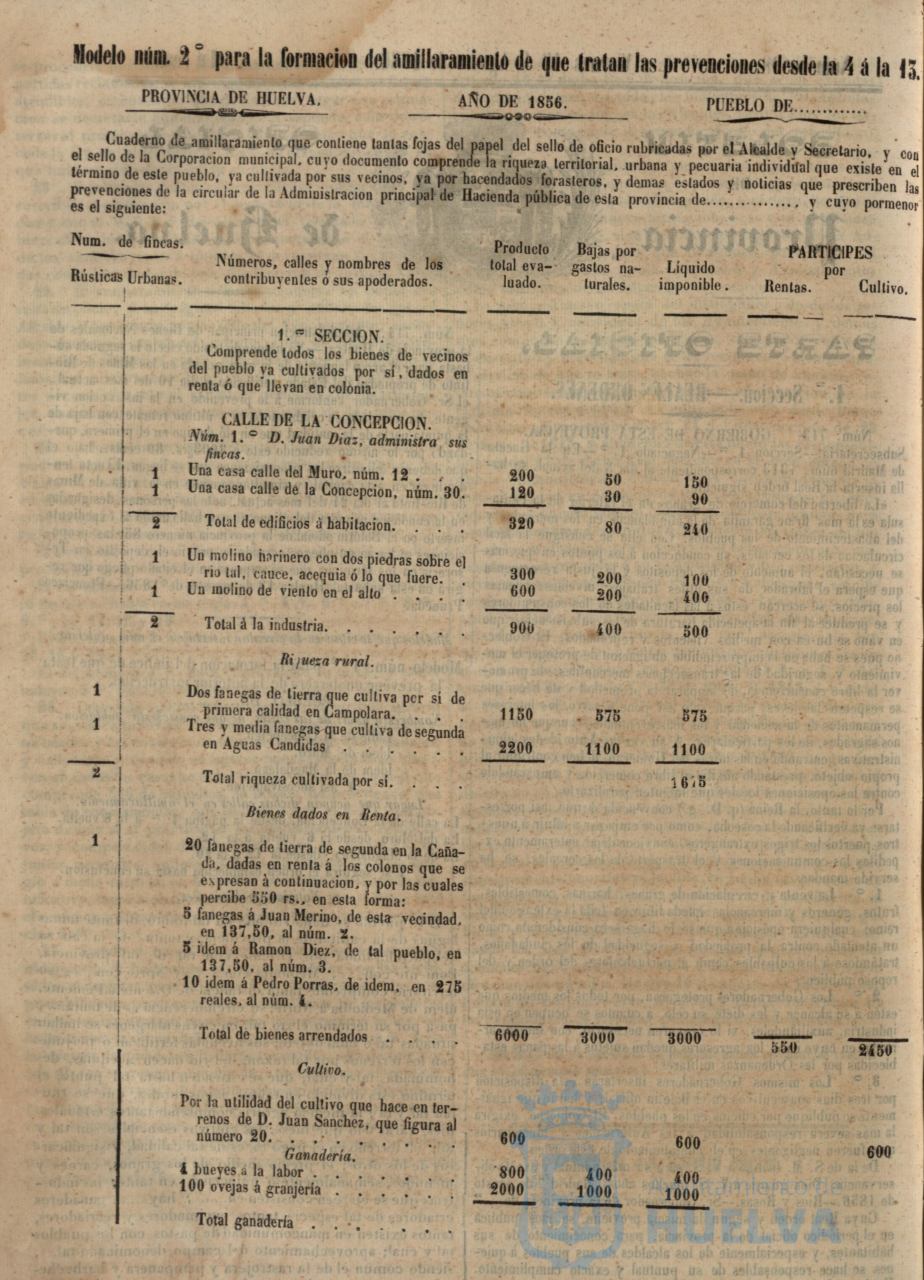 Modelo núm. 2º para la formacion del amillaramiento de que tratan las prevenciones desde la 4 á la 13.
PROVINCIA DE HUELVA. AÑO DE 1856. PUEBLO DE............
Cuaderno de amillaramiento que contiene tantas fojas del papel del sello de oficio rubricadas por el Alcalde y Secretario, y con
el sello de la Corporacion municipal, cuyo documento comprende la riqueza territorial, urbana y pecuaria individual que existe en el
término de este pueblo, ya cultivada por sus vecinos, ya por hacendados forasteros, y demas estados y noticias que prescriben las
prevenciones de la circular de la Administracion principal de Hacienda pública de esta provincia de..............., y cuyo pormenor
es el siguiente:
Num. de fincas.
Rústicas Urbanas.
Números, calles y nombres de los
contribuyentes ó sus apoderados.
Producto
total eva-
luado.
Bajas por
gastos na-
turales.
Líquido
imponible.
PARTICIPES
por
Rentas. Cultivo.
1.ª SECCION.
Comprende todos los bienes de vecinos
del pueblo ya cultivados por sí, dados en
renta ó que llevan en colonia.
CALLE DE LA CONCEPCION.
Núm. 1.º D. Juan Diaz, administra sus
fincas.
1 Una casa calle del Muro, núm. 12 . . . 200 50 150
1 Una casa calle de la Concepcion, núm. 30. 120 30 90
2 Total de edificios á habitacion. . . . 320 80 240
1 Un molino harinero con dos piedras sobre el
rio tal, cauce, acequia ó lo que fuere. . 300 200 100
1 Un molino de viento en el alto . . . . 600 200 400
2 Total á la industria. . . . . . 900 400 500
Riqueza rural.
1 Dos fanegas de tierra que cultiva por sí de
primera calidad en Campolara. . . . 1150 575 575
1 Tres y media fanegas que cultiva de segunda
en Aguas Candidas . . . . . . 2200 1100 1100
2 Total riqueza cultivada por sí. . . . 1675
Bienes dados en Renta.
1 20 fanegas de tierra de segunda en la Caña-
da, dadas en renta á los colonos que se
expresan à continuacion, y por las cuales
percibe 550 rs., en esta forma:
5 fanegas á Juan Merino, de esta vecindad,
en 137,50, al núm. 2.
5 idem á Ramon Diez, de tal pueblo, en
137,50, al núm. 3.
10 idem á Pedro Porras, de idem, en 275
reales, al núm. 4.
Total de bienes arrendados . . . . 6000 3000 3000 550 2450
Cultivo.
Por la utilidad del cultivo que hace en ter-
renos de D. Juan Sanchez, que figura al
número 20. . . . . . . . . 600 600 600
Ganadería.
4 bueyes á la labor . . . . . . 800 400 400
100 ovejas á granjería . . . . . . 2000 1000 1000
Total ganadería . . . . . .
Ayuntamiento de
HUELVA